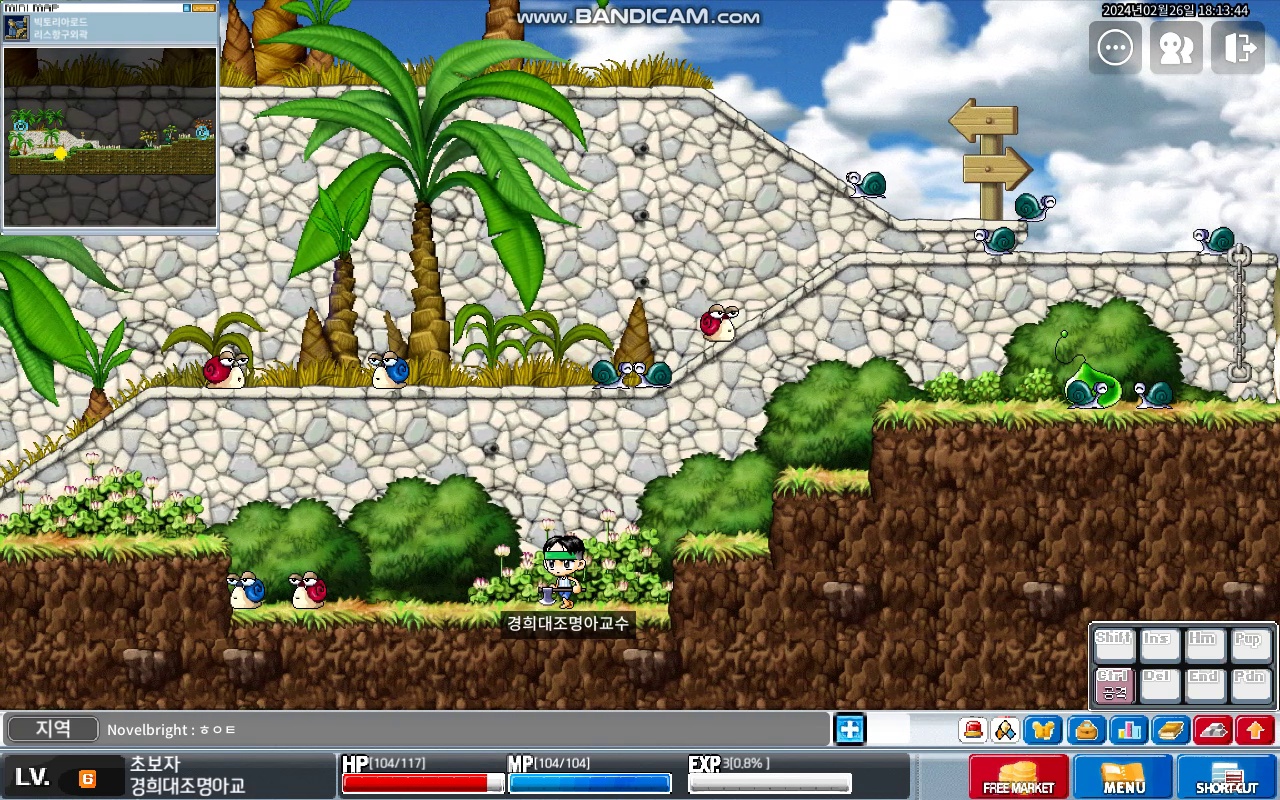 MINI MAP
WORLD
빅토리아로드
리스항구외곽
www.BANDICAM.com
2024년02월26일 18:13:44
경희대조명아교수
Shift Ins Hm Pup
Ctrl Del End Pdn
공격
지역 Novelbright : ㅎㅇㅌ
LV. 6
초보자
경희대조명아교
HP[104/117] MP[104/104] EXP 3[0.8% ]
FREE MARKET MENU SHORTCUT